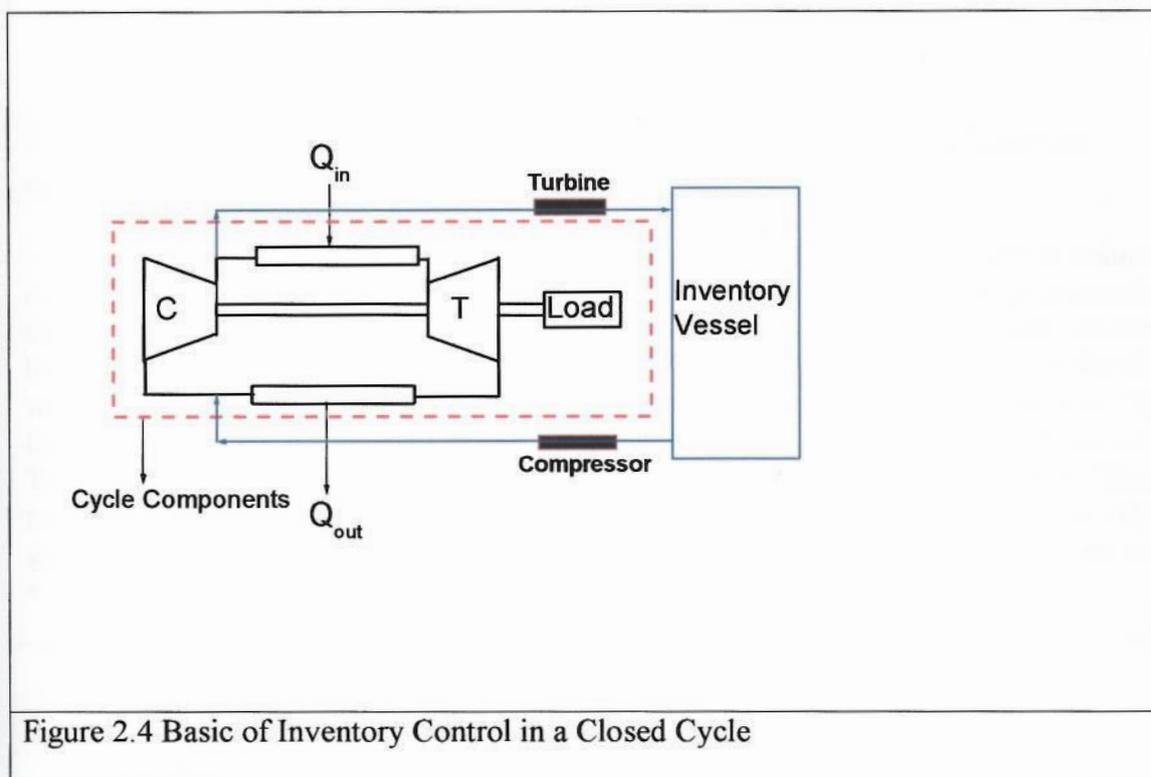 Q_in
Turbine
C
T
Load
Inventory
Vessel
Compressor
Cycle Components
Q_out
Figure 2.4 Basic of Inventory Control in a Closed Cycle